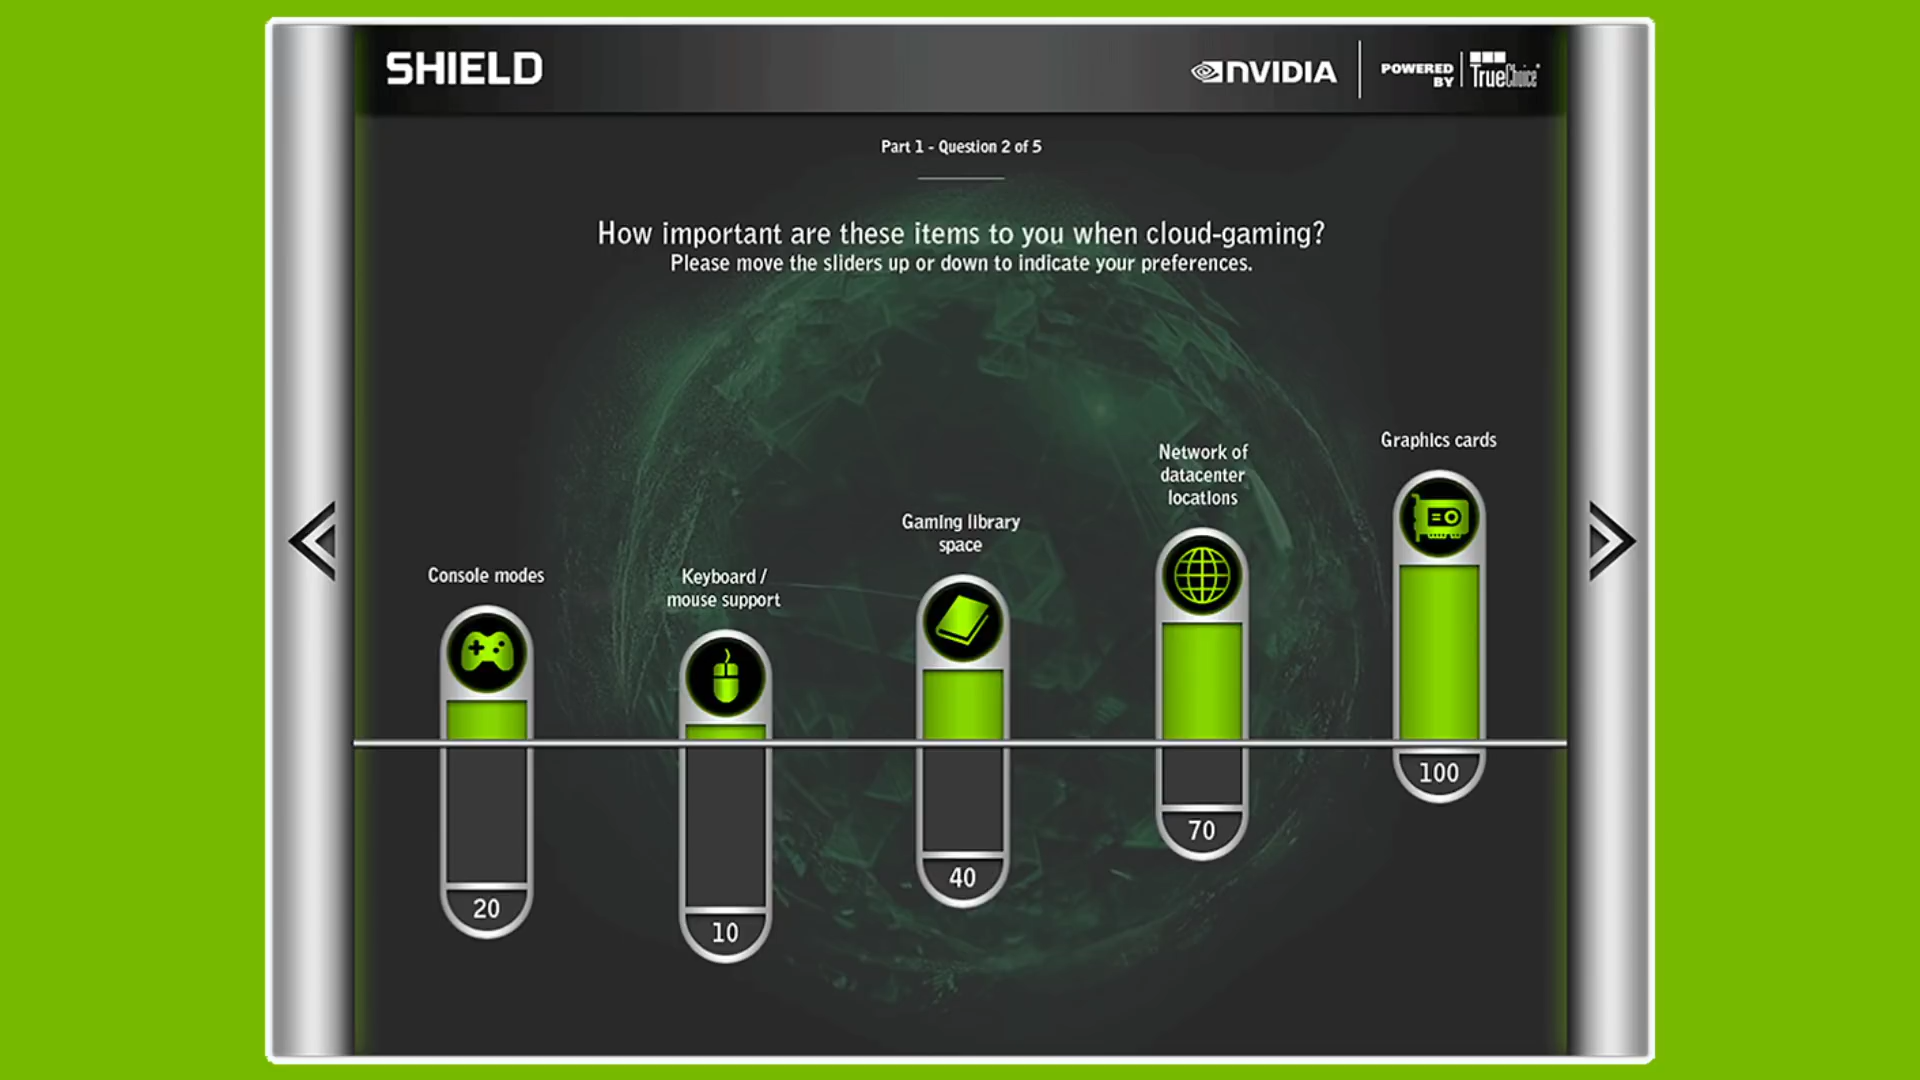 SHIELD
NVIDIA
POWERED
BY
TrueChoice
Part 1 - Question 2 of 5
How important are these items to you when cloud-gaming?
Please move the sliders up or down to indicate your preferences.
Console modes
20
Keyboard /
mouse support
10
Gaming library
space
40
Network of
datacenter
locations
70
Graphics cards
100